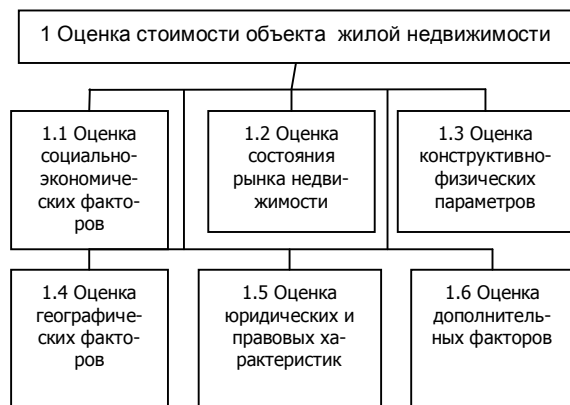 1 Оценка стоимости объекта  жилой недвижимости
1.1 Оценка
социально-
экономиче-
ских факто-
ров
1.2 Оценка
состояния
рынка недви-
жимости
1.3 Оценка
конструктивно-
физических
параметров
1.4 Оценка
географиче-
ских факто-
ров
1.5 Оценка
юридических и
правовых ха-
рактеристик
1.6 Оценка
дополнитель-
ных факторов